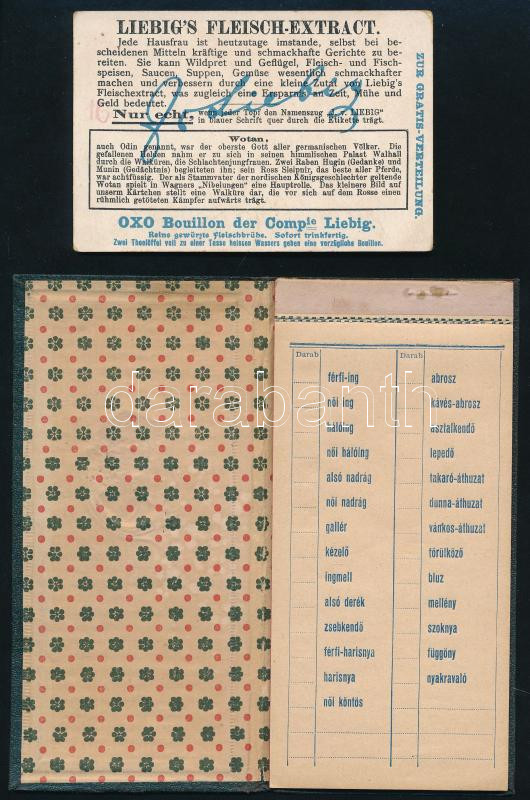 LIEBIG'S FLEISCH-EXTRACT.
Jede Hausfrau ist heutzutage imstande, selbst bei be-
scheidenen Mitteln kräftige und schmackhafte Gerichte zu be-
reiten. Sie kann Wildpret und Geflügel, Fleisch- und Fisch-
speisen, Saucen, Suppen, Gemüse wesentlich schmackhafter
machen und verbessern durch eine kleine Zutat von Liebig's
Fleischextract, was zugleich eine Ersparnis an Zeit, Mühe und
Geld bedeutet.
Nur echt, wenn jeder Topf den Namenszug "J. v. LIEBIG"
in blauer Schrift quer durch die Etikette trägt.
J. v. Liebig
16
ZUR GRATIS-VERTEILUNG.
Wotan,
auch Odin genannt, war der oberste Gott aller germanischen Völker. Die
gefallenen Helden nahm er zu sich in seinen himmlischen Palast Walhall
durch die Walküren, die Schlachtenjungfrauen. Zwei Raben Hugin (Gedanke) und
Munin (Gedächtnis) begleiteten ihn; sein Ross Sleipnir, das beste aller Pferde,
war achtfüssig. Der als Stammvater der nordischen Königsgeschlechter geltende
Wotan spielt in Wagners „Nibelungen" eine Hauptrolle. Das kleinere Bild auf
unserm Kärtchen stellt eine Walküre dar, die vor sich auf dem Rosse einen
rühmlich getöteten Kämpfer aufwärts trägt.
OXO Bouillon der Compie Liebig.
Reine gewürzte Fleischbrühe. Sofort trinkfertig.
Zwei Theelöffel voll zu einer Tasse heissen Wassers geben eine vorzügliche Bouillon.
darabanth
Darab
férfi-ing
női ing
hálóing
női hálóing
alsó nadrág
női nadrág
gallér
kézelő
ingmell
alsó derék
zsebkendő
férfi-harisnya
harisnya
női köntös
Darab
abrosz
kávés-abrosz
asztalkendő
lepedő
takaró-áthuzat
dunna-áthuzat
vánkos-áthuzat
törülköző
bluz
mellény
szoknya
függöny
nyakravaló